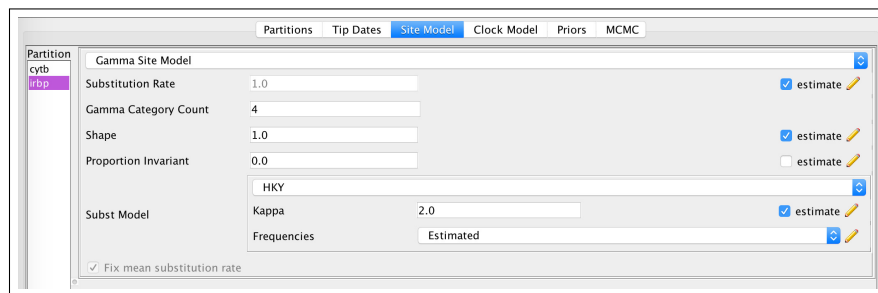 Partitions Tip Dates Site Model Clock Model Priors MCMC
Partition
cytb
irbp
Gamma Site Model
Substitution Rate 1.0 estimate
Gamma Category Count 4
Shape 1.0 estimate
Proportion Invariant 0.0 estimate
HKY
Subst Model Kappa 2.0 estimate
Frequencies Estimated
Fix mean substitution rate